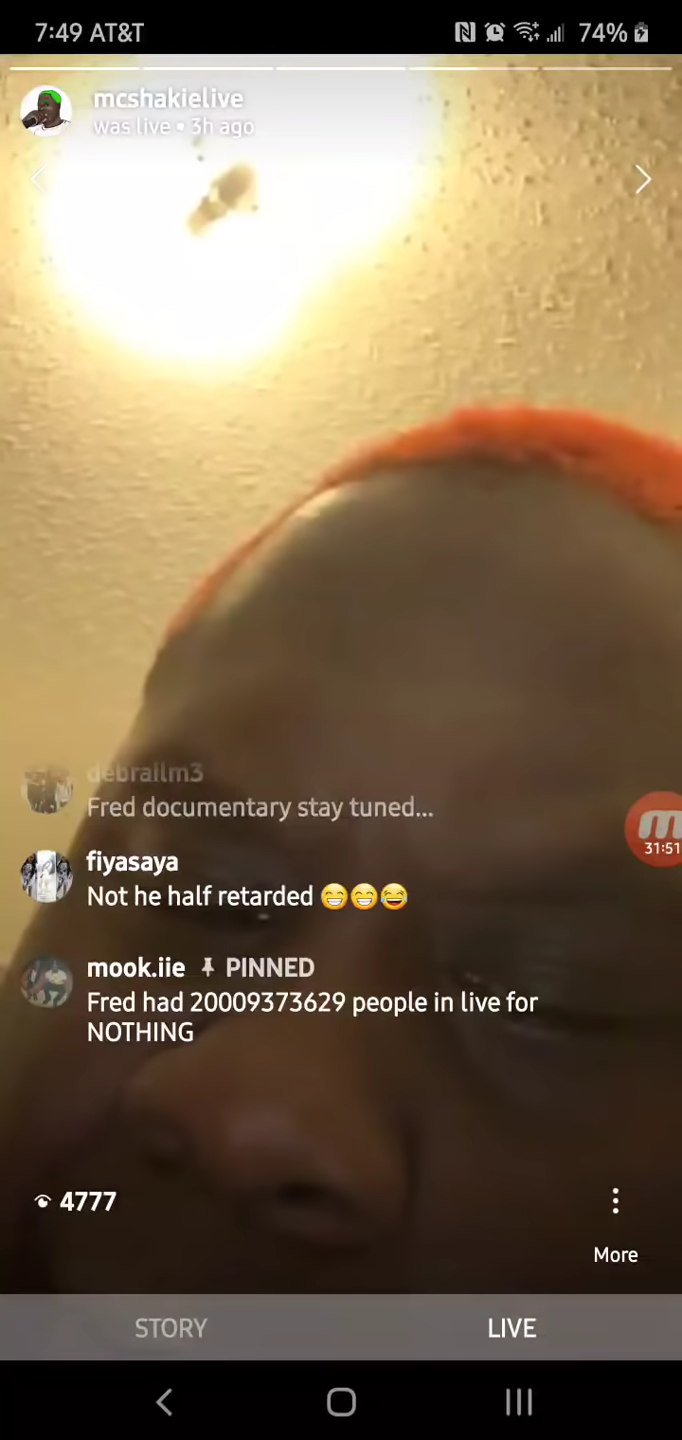 7:49 AT&T
74%
mcshakielive
was live • 3h ago
debrailm3
Fred documentary stay tuned...
fiyasaya
Not he half retarded 😁😁😂
mook.iie PINNED
Fred had 20009373629 people in live for
NOTHING
31:51
4777
More
STORY LIVE